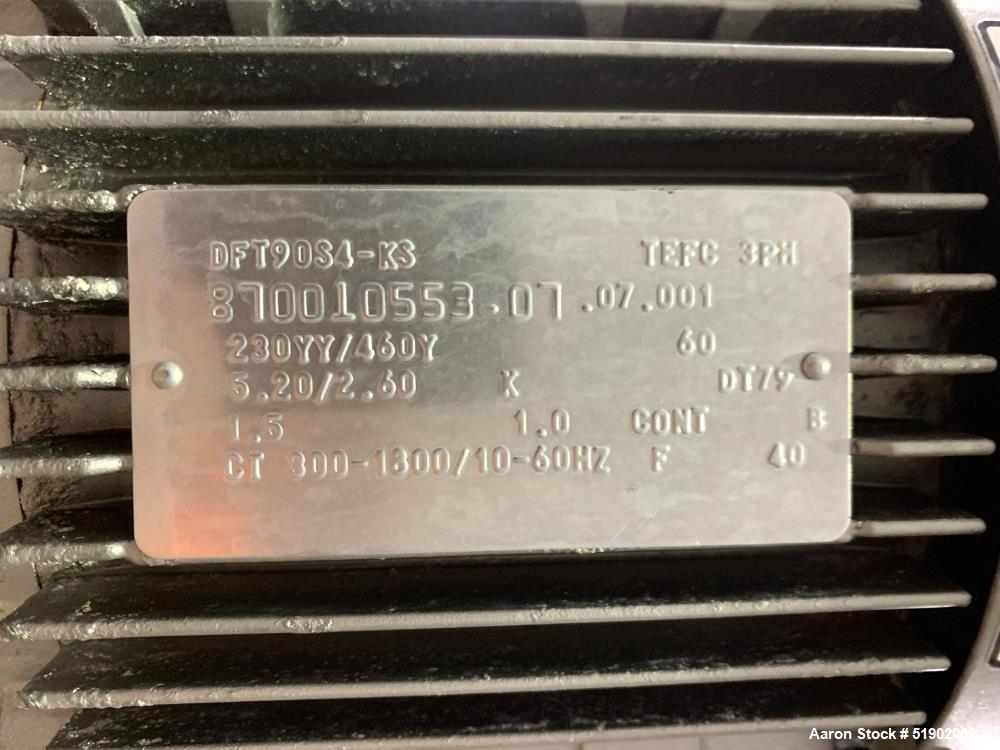 DFT90S4-KS TEFC 3PH
870010553.07.07.001
230YY/460Y 60
5.20/2.60 K DT79
1.5 1.0 CONT B
CT 300-1800/10-60HZ F 40
Aaron Stock #